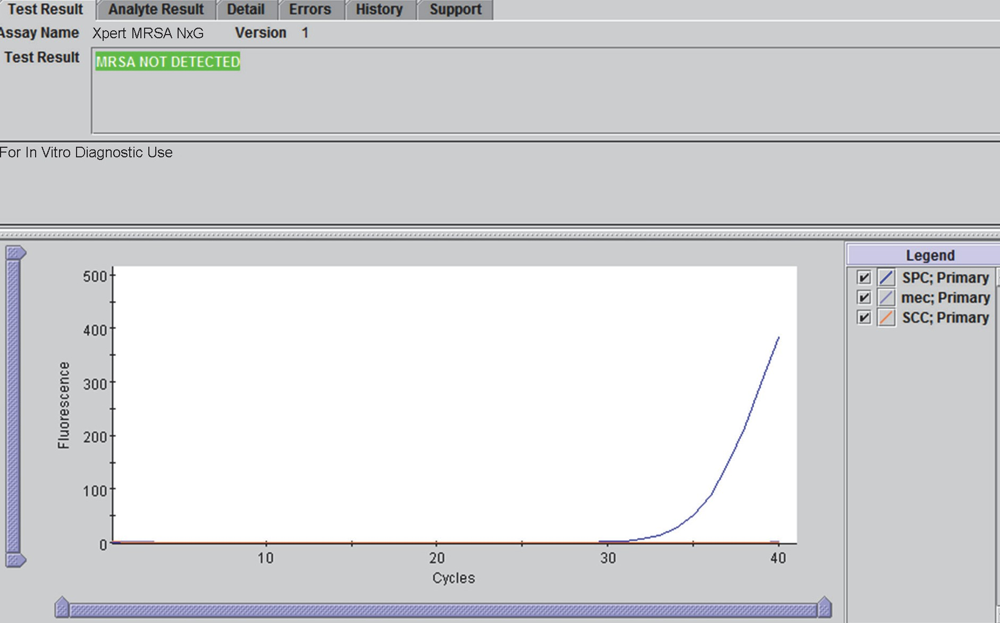 Test Result Analyte Result Detail Errors History Support
Assay Name Xpert MRSA NxG Version 1
Test Result MRSA NOT DETECTED
For In Vitro Diagnostic Use
Legend
SPC; Primary
mec; Primary
SCC; Primary
500
400
300
200
100
0
Fluorescence
10 20 30 40
Cycles